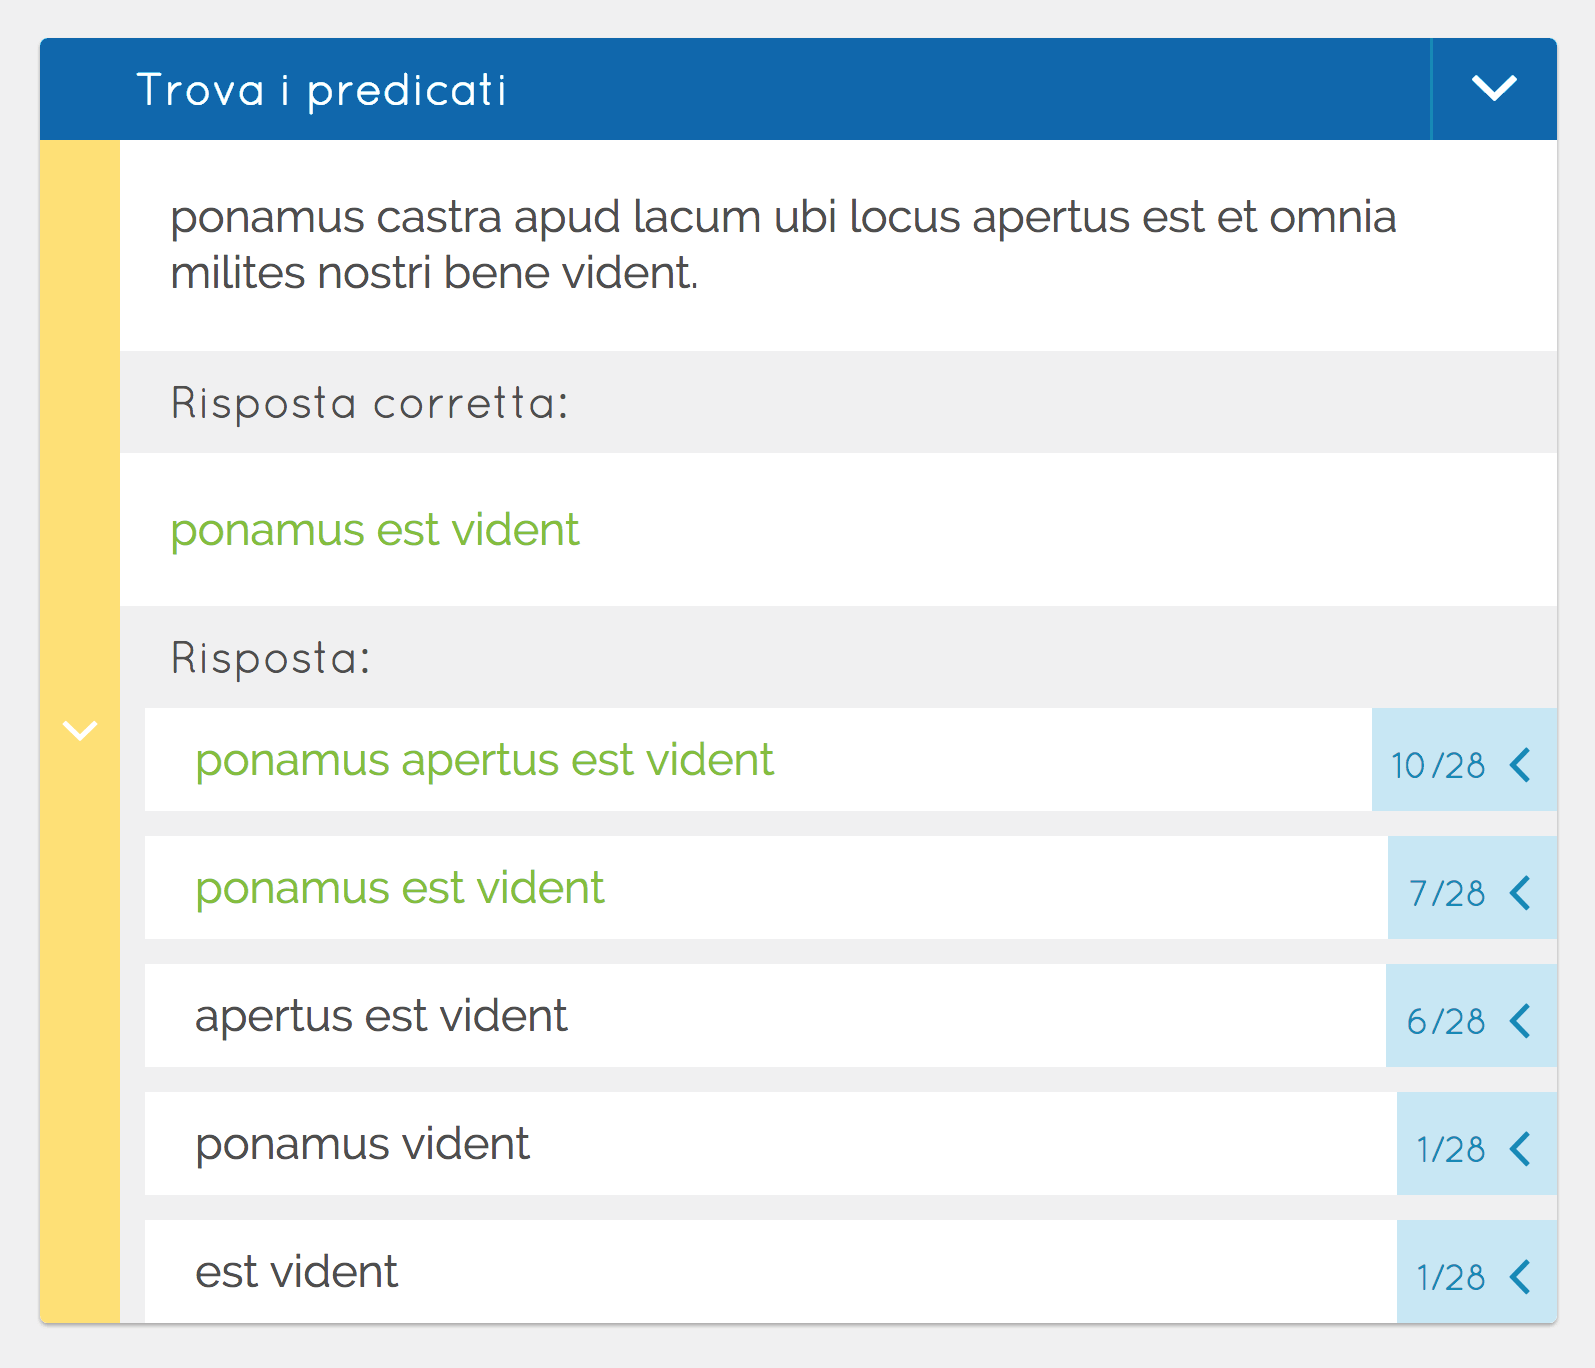 Trova i predicati
ponamus castra apud lacum ubi locus apertus est et omnia
milites nostri bene vident.
Risposta corretta:
ponamus est vident
Risposta:
ponamus apertus est vident
10/28
ponamus est vident
7/28
apertus est vident
6/28
ponamus vident
1/28
est vident
1/28